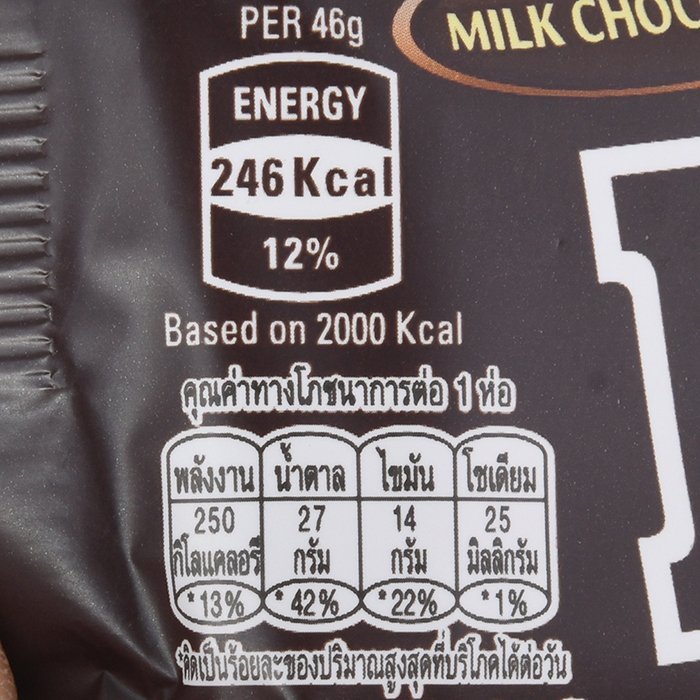 PER 46g
MILK CHOC
ENERGY
246 Kcal
12%
Based on 2000 Kcal
คุณค่าทางโภชนาการต่อ 1 ห่อ
พลังงาน น้ำตาล ไขมัน โซเดียม
250 27 14 25
กิโลแคลอรี กรัม กรัม มิลลิกรัม
*13% *42% *22% *1%
*คิดเป็นร้อยละของปริมาณสูงสุดที่บริโภคได้ต่อวัน